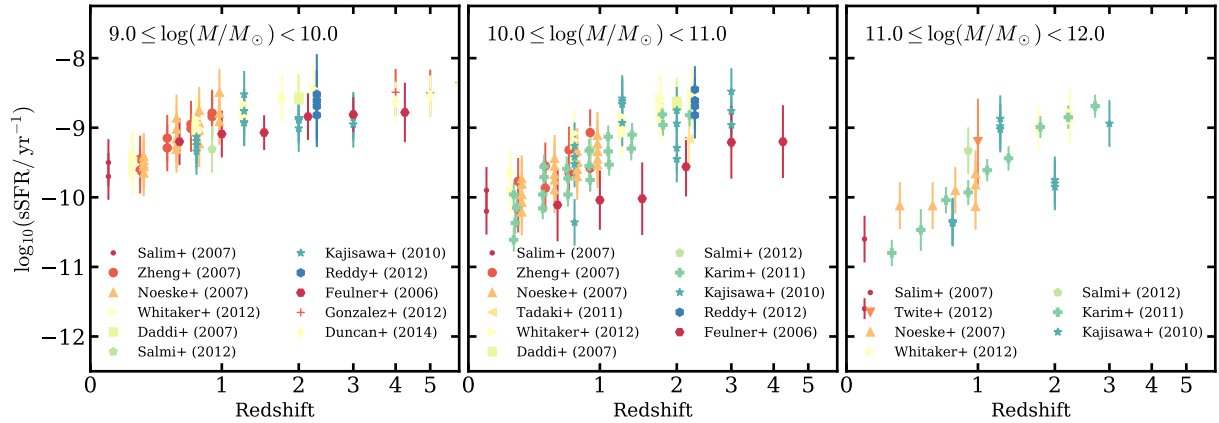 9.0 ≤ log(M/M⊙) < 10.0
10.0 ≤ log(M/M⊙) < 11.0
11.0 ≤ log(M/M⊙) < 12.0
log₁₀(sSFR/ yr⁻¹)
−8
−9
−10
−11
−12
Salim+ (2007)
Zheng+ (2007)
Noeske+ (2007)
Whitaker+ (2012)
Daddi+ (2007)
Salmi+ (2012)
Kajisawa+ (2010)
Reddy+ (2012)
Feulner+ (2006)
Gonzalez+ (2012)
Duncan+ (2014)
0 1 2 3 4 5
Redshift
Salim+ (2007)
Zheng+ (2007)
Noeske+ (2007)
Tadaki+ (2011)
Whitaker+ (2012)
Daddi+ (2007)
Salmi+ (2012)
Karim+ (2011)
Kajisawa+ (2010)
Reddy+ (2012)
Feulner+ (2006)
0 1 2 3 4 5
Redshift
Salim+ (2007)
Twite+ (2012)
Noeske+ (2007)
Whitaker+ (2012)
Salmi+ (2012)
Karim+ (2011)
Kajisawa+ (2010)
0 1 2 3 4 5
Redshift